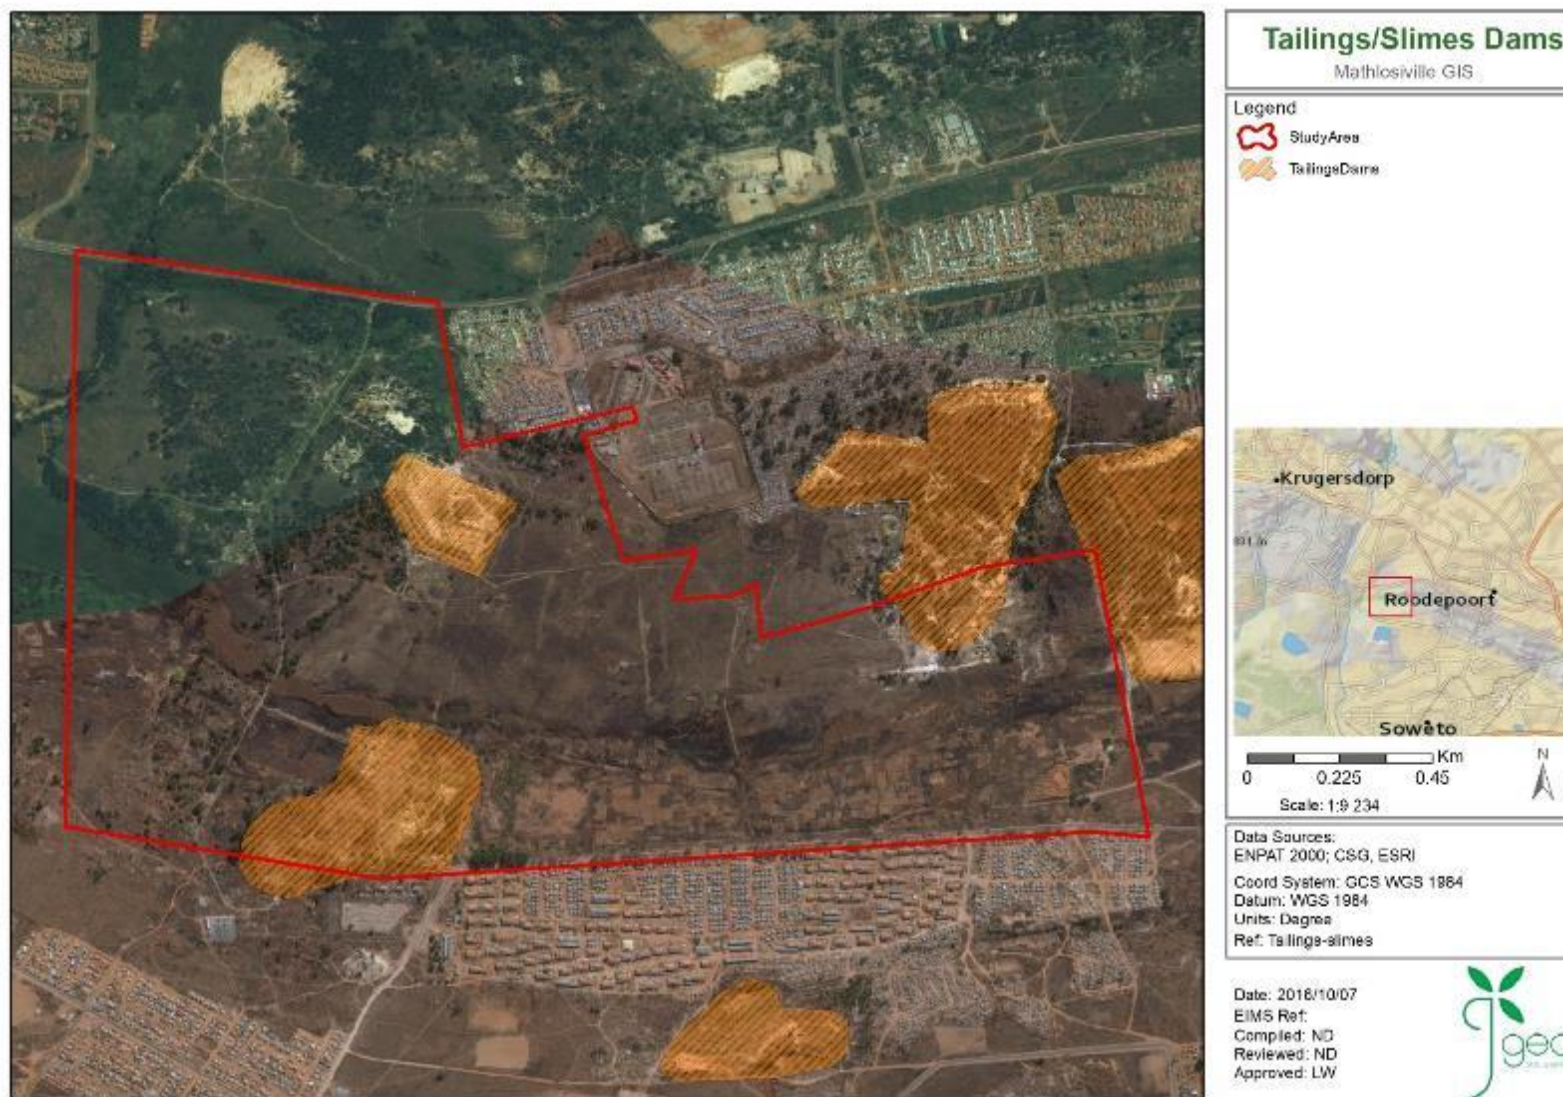 Tailings/Slimes Dams
Mathlosiville GIS
Legend
StudyArea
TailingsDams
Krugersdorp
Roodepoort
Soweto
Km
0 0.225 0.45
N
Scale: 1:9 234
Data Sources:
ENPAT 2000; CSG, ESRI
Coord System: GCS WGS 1984
Datum: WGS 1984
Units: Degree
Ref: Tailings-slimes
Date: 2016/10/07
EIMS Ref:
Compiled: ND
Reviewed: ND
Approved: LW
geo